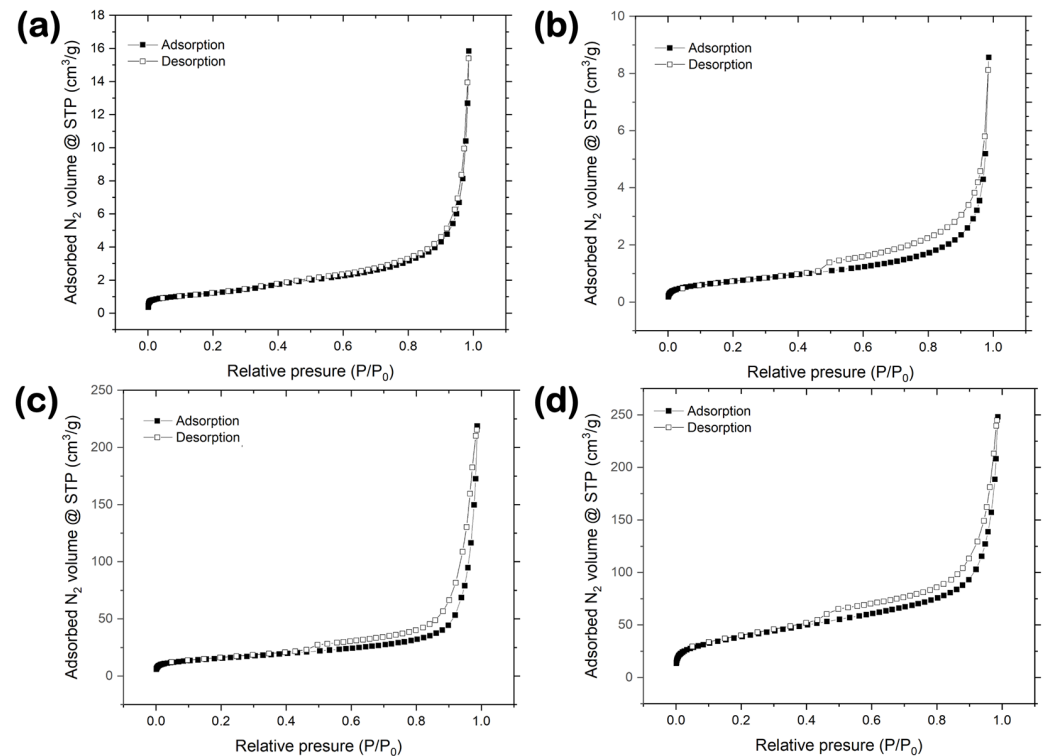 (a)
Adsorbed N2 volume @ STP (cm3/g)
18
16
14
12
10
8
6
4
2
0
Adsorption
Desorption
0.0 0.2 0.4 0.6 0.8 1.0
Relative presure (P/P0)
(b)
Adsorbed N2 volume @ STP (cm3/g)
10
8
6
4
2
0
Adsorption
Desorption
0.0 0.2 0.4 0.6 0.8 1.0
Relative presure (P/P0)
(c)
Adsorbed N2 volume @ STP (cm3/g)
250
200
150
100
50
0
Adsorption
Desorption
0.0 0.2 0.4 0.6 0.8 1.0
Relative presure (P/P0)
(d)
Adsorbed N2 volume @ STP (cm3/g)
250
200
150
100
50
0
Adsorption
Desorption
0.0 0.2 0.4 0.6 0.8 1.0
Relative presure (P/P0)